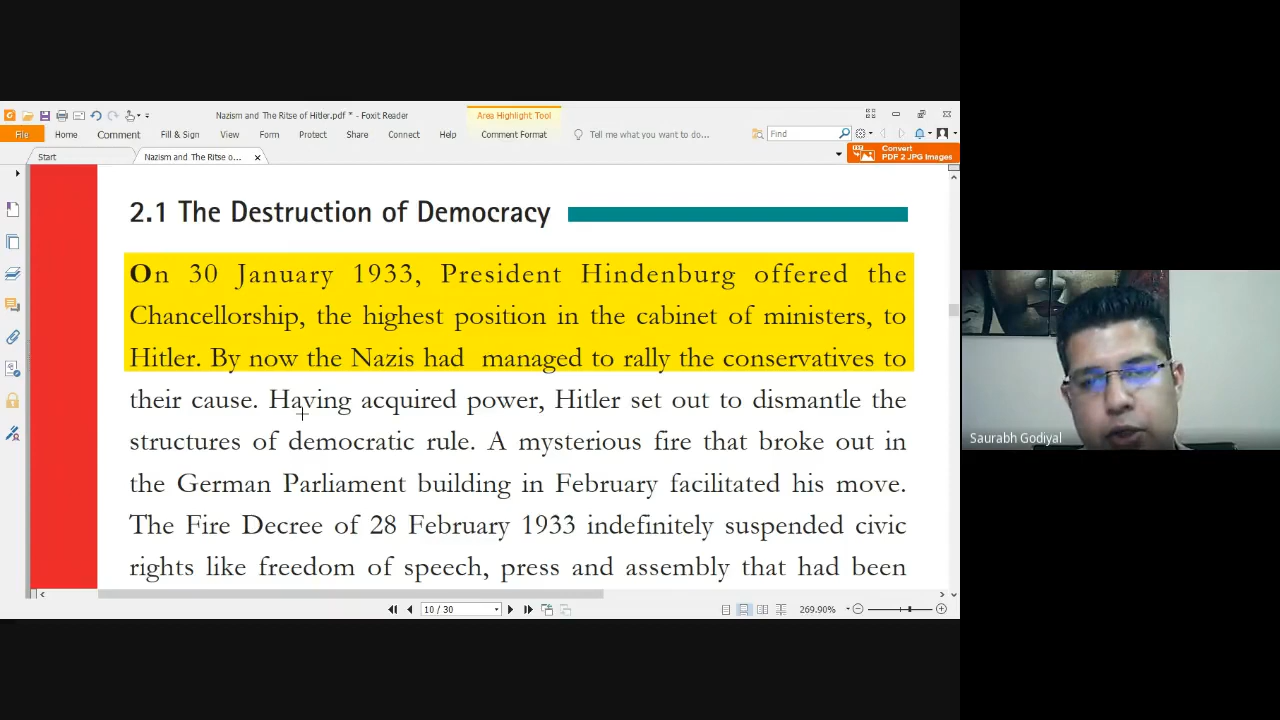 Nazism and The Ritse of Hitler.pdf * - Foxit Reader
Area Highlight Tool
File Home Comment Fill & Sign View Form Protect Share Connect Help Comment Format Tell me what you want to do... Find
Start
Nazism and The Ritse o...
Convert
PDF 2 JPG Images
2.1 The Destruction of Democracy
On 30 January 1933, President Hindenburg offered the
Chancellorship, the highest position in the cabinet of ministers, to
Hitler. By now the Nazis had managed to rally the conservatives to
their cause. Having acquired power, Hitler set out to dismantle the
structures of democratic rule. A mysterious fire that broke out in
the German Parliament building in February facilitated his move.
The Fire Decree of 28 February 1933 indefinitely suspended civic
rights like freedom of speech, press and assembly that had been
10 / 30
269.90%
Saurabh Godiyal